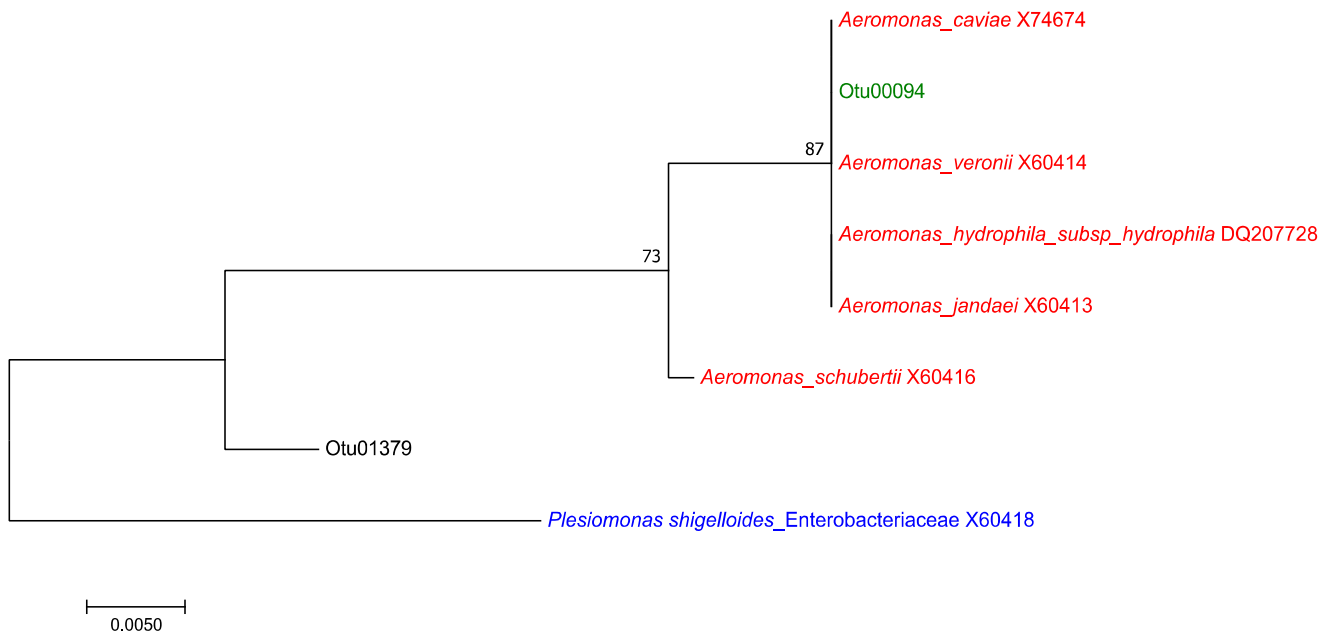 Aeromonas_caviae X74674
Otu00094
87
Aeromonas_veronii X60414
Aeromonas_hydrophila_subsp_hydrophila DQ207728
73
Aeromonas_jandaei X60413
Aeromonas_schubertii X60416
Otu01379
Plesiomonas shigelloides_Enterobacteriaceae X60418
0.0050